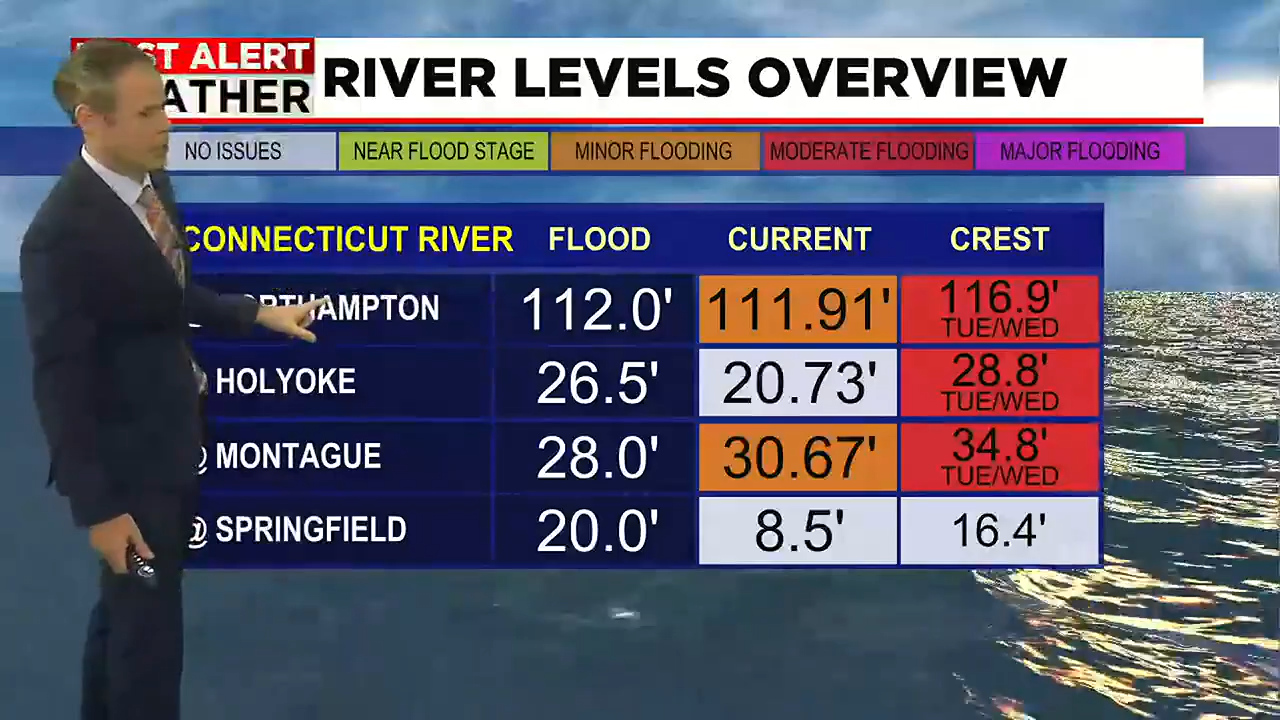 ALERT
RIVER LEVELS OVERVIEW
NO ISSUES
NEAR FLOOD STAGE
MINOR FLOODING
MODERATE FLOODING
MAJOR FLOODING
CONNECTICUT RIVER FLOOD CURRENT CREST
112.0' 111.91' 116.9'
TUE/WED
HOLYOKE 26.5' 20.73' 28.8'
TUE/WED
@ MONTAGUE 28.0' 30.67' 34.8'
TUE/WED
@ SPRINGFIELD 20.0' 8.5' 16.4'